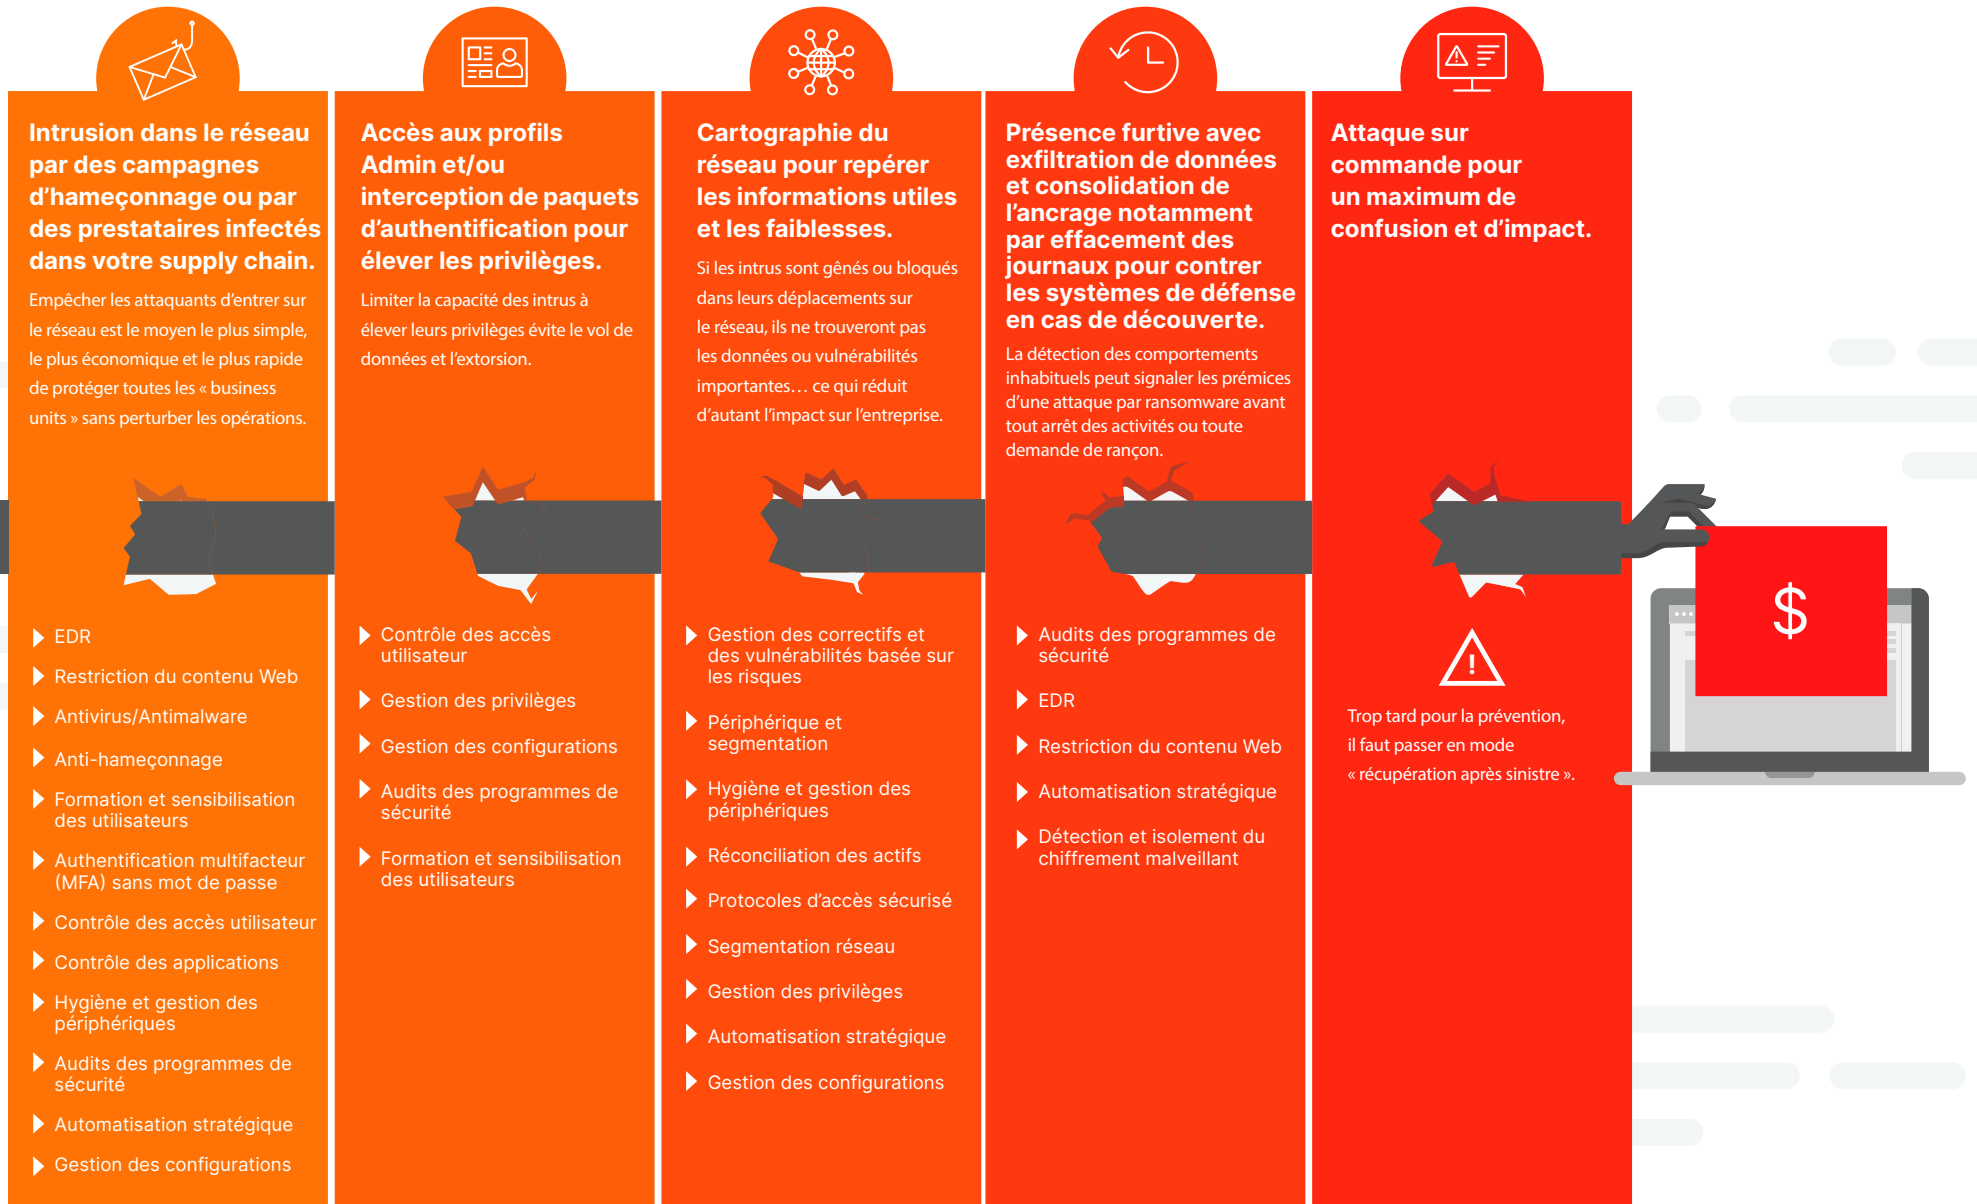 Intrusion dans le réseau
par des campagnes
d’hameçonnage ou par
des prestataires infectés
dans votre supply chain.
Empêcher les attaquants d’entrer sur
le réseau est le moyen le plus simple,
le plus économique et le plus rapide
de protéger toutes les « business
units » sans perturber les opérations.
EDR
Restriction du contenu Web
Antivirus/Antimalware
Anti-hameçonnage
Formation et sensibilisation
des utilisateurs
Authentification multifacteur
(MFA) sans mot de passe
Contrôle des accès utilisateur
Contrôle des applications
Hygiène et gestion des
périphériques
Audits des programmes de
sécurité
Automatisation stratégique
Gestion des configurations
Accès aux profils
Admin et/ou
interception de paquets
d’authentification pour
élever les privilèges.
Limiter la capacité des intrus à
élever leurs privilèges évite le vol de
données et l’extorsion.
Contrôle des accès
utilisateur
Gestion des privilèges
Gestion des configurations
Audits des programmes de
sécurité
Formation et sensibilisation
des utilisateurs
Cartographie du
réseau pour repérer
les informations utiles
et les faiblesses.
Si les intrus sont gênés ou bloqués
dans leurs déplacements sur
le réseau, ils ne trouveront pas
les données ou vulnérabilités
importantes… ce qui réduit
d’autant l’impact sur l’entreprise.
Gestion des correctifs et
des vulnérabilités basée sur
les risques
Périphérique et
segmentation
Hygiène et gestion des
périphériques
Réconciliation des actifs
Protocoles d’accès sécurisé
Segmentation réseau
Gestion des privilèges
Automatisation stratégique
Gestion des configurations
Présence furtive avec
exfiltration de données
et consolidation de
l’ancrage notamment
par effacement des
journaux pour contrer
les systèmes de défense
en cas de découverte.
La détection des comportements
inhabituels peut signaler les prémices
d’une attaque par ransomware avant
tout arrêt des activités ou toute
demande de rançon.
Audits des programmes de
sécurité
EDR
Restriction du contenu Web
Automatisation stratégique
Détection et isolement du
chiffrement malveillant
Attaque sur
commande pour
un maximum de
confusion et d’impact.
!
Trop tard pour la prévention,
il faut passer en mode
« récupération après sinistre ».
$